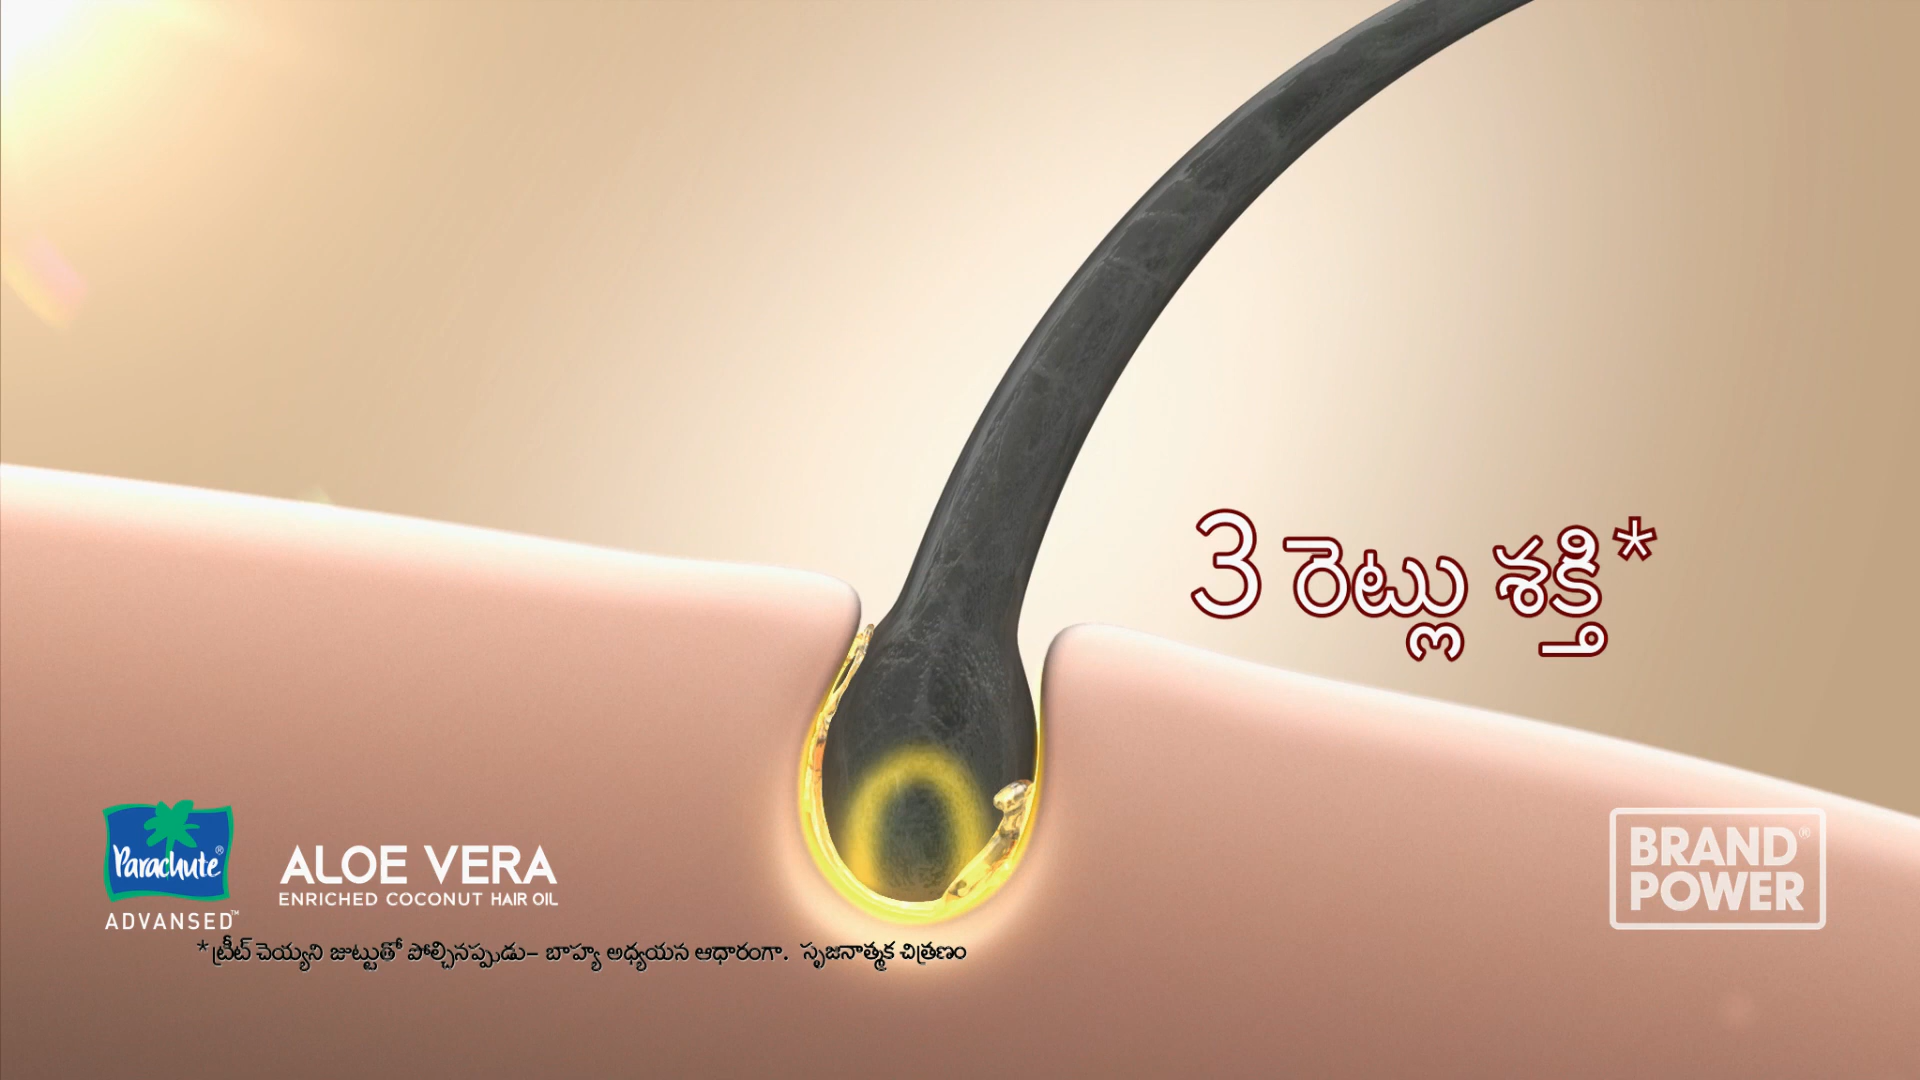 3 రెట్లు శక్తి*
Parachute®
ADVANSED™
ALOE VERA
ENRICHED COCONUT HAIR OIL
BRAND®
POWER
*ట్రీట్ చెయ్యని జుట్టుతో పోల్చినప్పుడు– బాహ్య అధ్యయన ఆధారంగా. సృజనాత్మక చిత్రణం